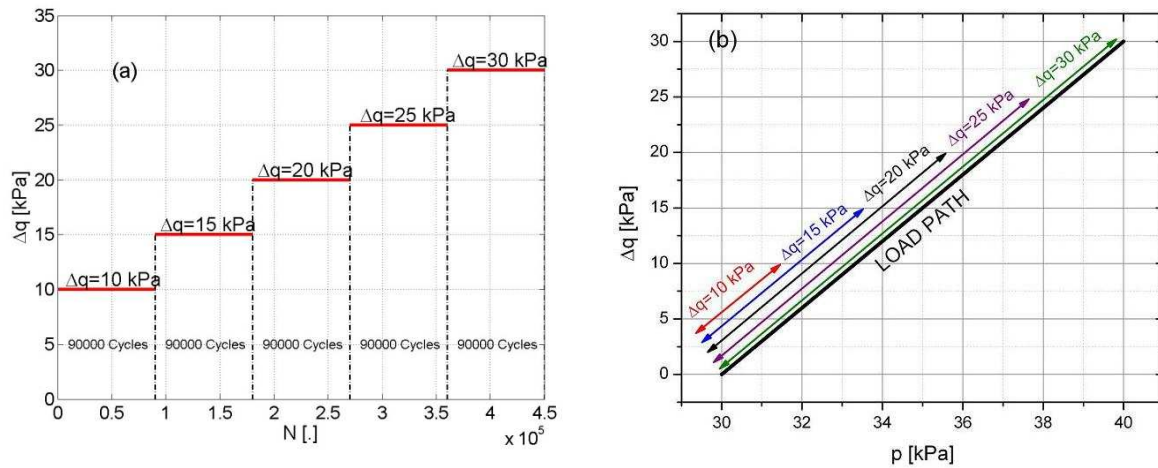 (a)
35
30
25
20
15
10
5
0
Δq [kPa]
Δq=30 kPa
Δq=25 kPa
Δq=20 kPa
Δq=15 kPa
Δq=10 kPa
90000 Cycles
90000 Cycles
90000 Cycles
90000 Cycles
90000 Cycles
0
0.5
1
1.5
2
2.5
3
3.5
4
4.5
x 10^5
N [.]
(b)
30
25
20
15
10
5
0
Δq [kPa]
Δq=30 kPa
Δq=25 kPa
Δq=20 kPa
Δq=15 kPa
Δq=10 kPa
LOAD PATH
30
32
34
36
38
40
p [kPa]